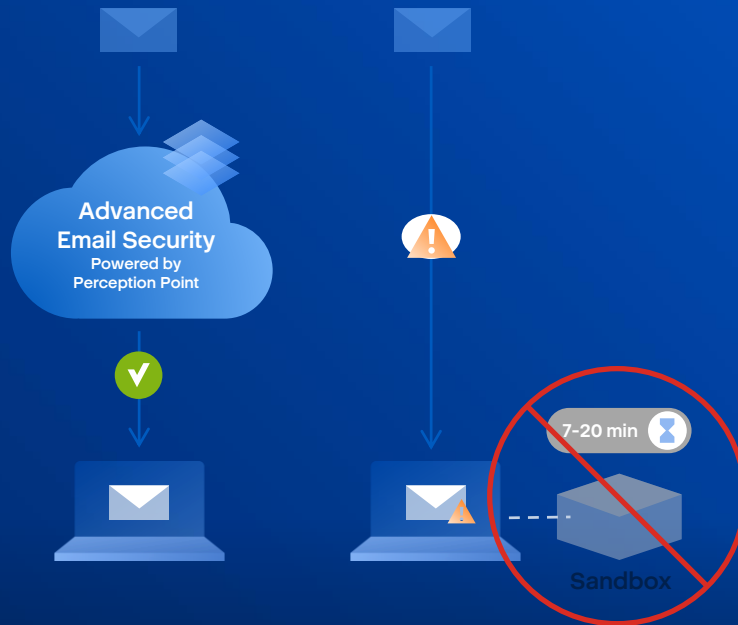 Advanced
Email Security
Powered by
Perception Point
7-20 min
Sandbox